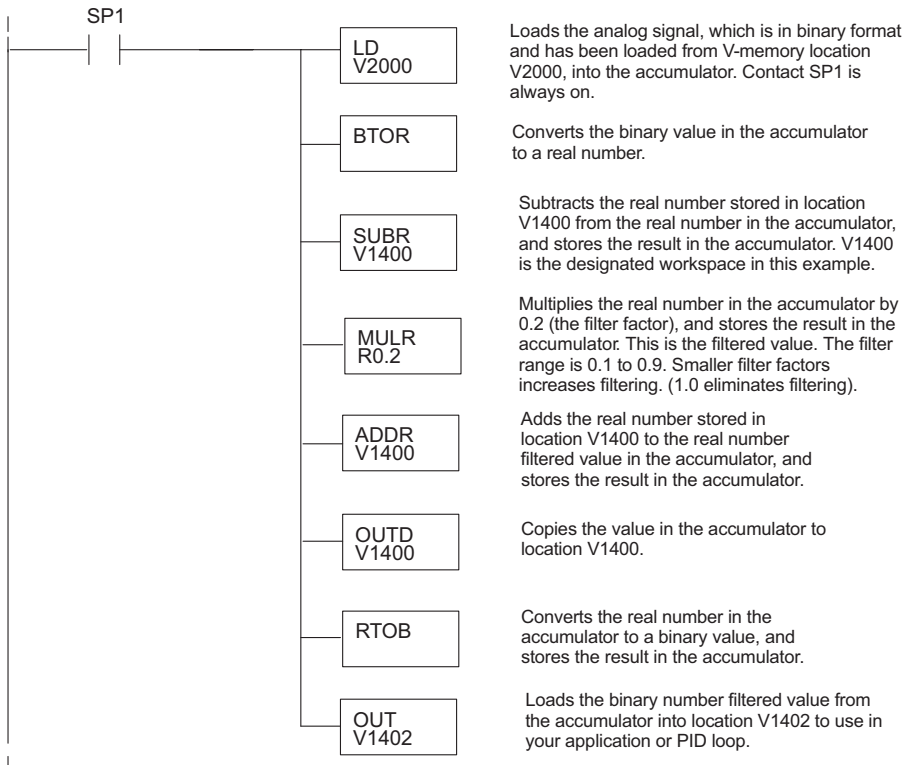 SP1
LD
V2000
Loads the analog signal, which is in binary format
and has been loaded from V-memory location
V2000, into the accumulator. Contact SP1 is
always on.
BTOR
Converts the binary value in the accumulator
to a real number.
SUBR
V1400
Subtracts the real number stored in location
V1400 from the real number in the accumulator,
and stores the result in the accumulator. V1400
is the designated workspace in this example.
MULR
R0.2
Multiplies the real number in the accumulator by
0.2 (the filter factor), and stores the result in the
accumulator. This is the filtered value. The filter
range is 0.1 to 0.9. Smaller filter factors
increases filtering. (1.0 eliminates filtering).
ADDR
V1400
Adds the real number stored in
location V1400 to the real number
filtered value in the accumulator, and
stores the result in the accumulator.
OUTD
V1400
Copies the value in the accumulator to
location V1400.
RTOB
Converts the real number in the
accumulator to a binary value, and
stores the result in the accumulator.
OUT
V1402
Loads the binary number filtered value from
the accumulator into location V1402 to use in
your application or PID loop.